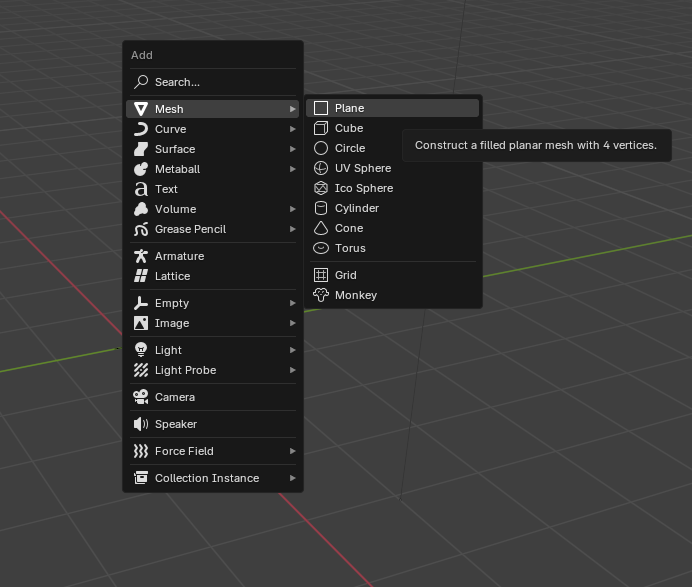 Add
Search...
Mesh
Curve
Surface
Metaball
Text
Volume
Grease Pencil
Armature
Lattice
Empty
Image
Light
Light Probe
Camera
Speaker
Force Field
Collection Instance
Plane
Cube
Circle
UV Sphere
Ico Sphere
Cylinder
Cone
Torus
Grid
Monkey
Construct a filled planar mesh with 4 vertices.